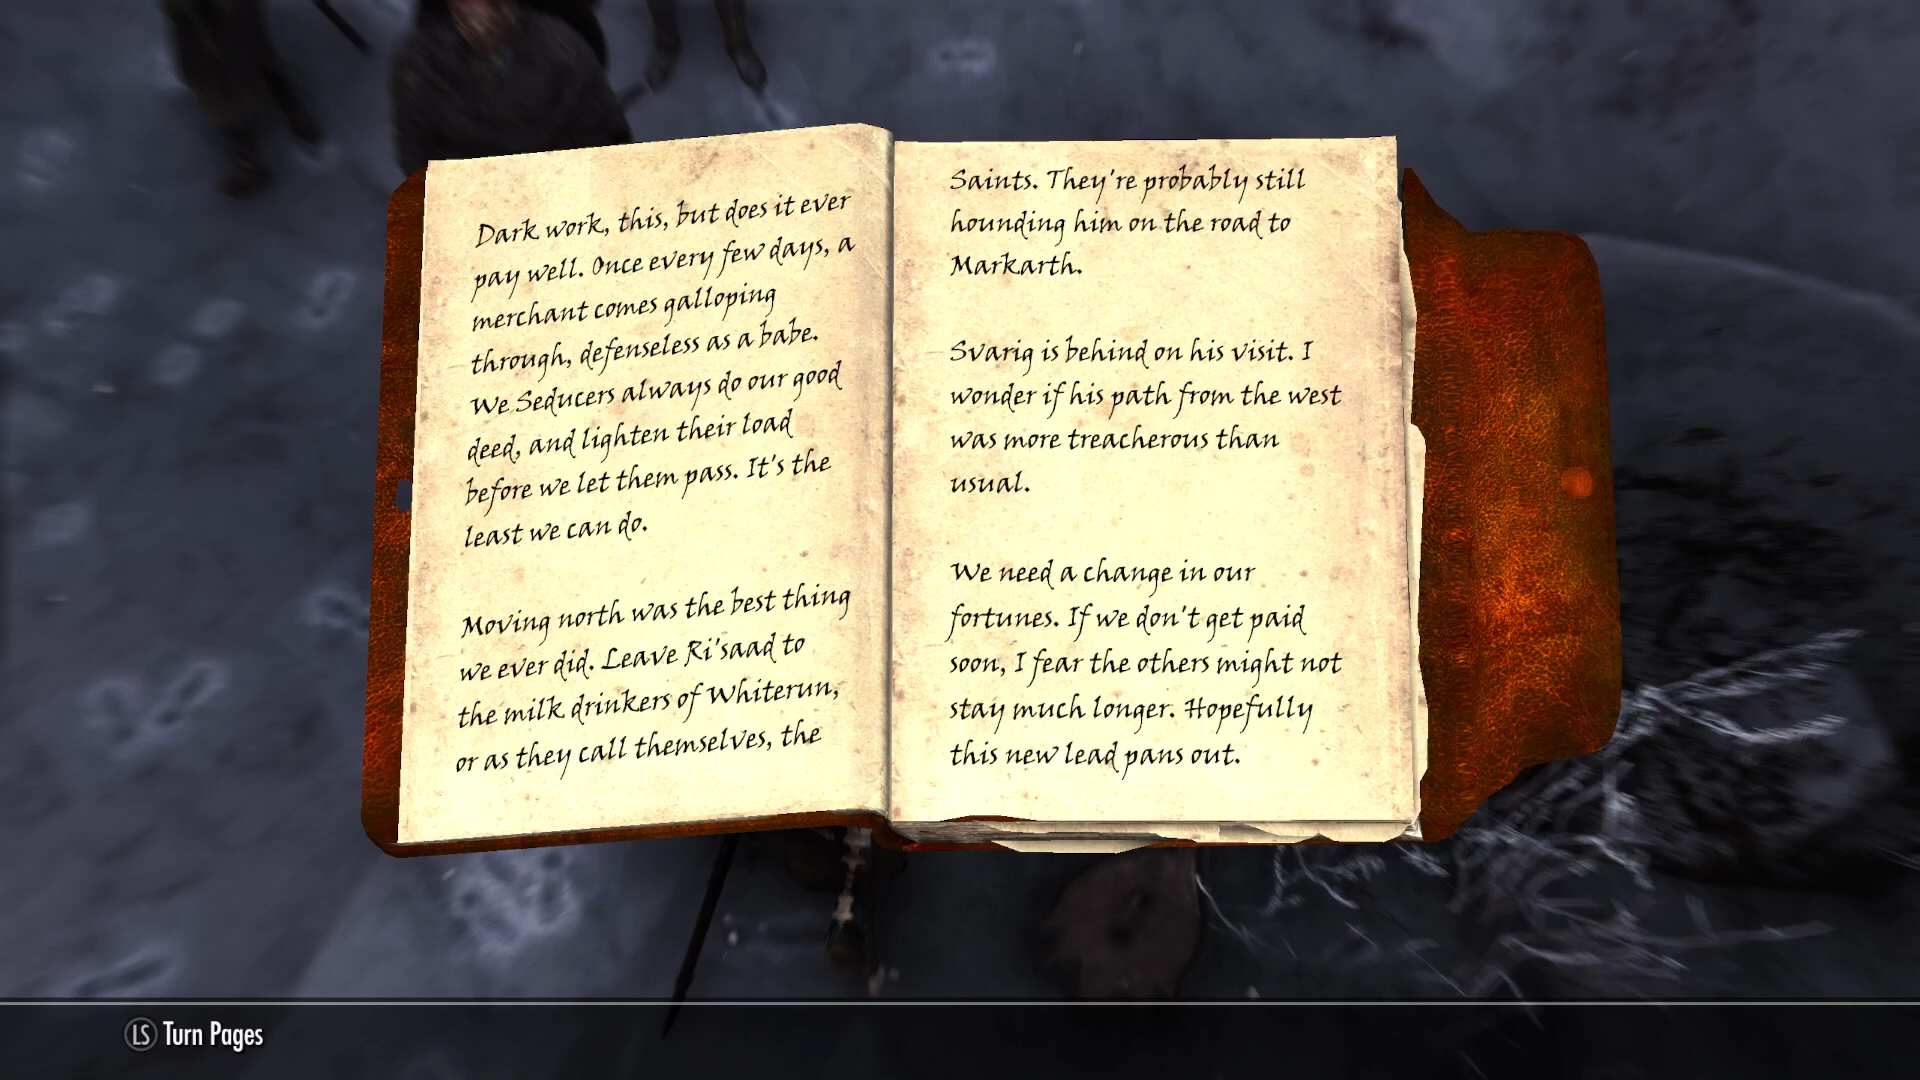 Dark work, this, but does it ever
pay well. Once every few days, a
merchant comes galloping
through, defenseless as a babe.
We Seducers always do our good
deed, and lighten their load
before we let them pass. It's the
least we can do.
Moving north was the best thing
we ever did. Leave Ri'saad to
the milk drinkers of Whiterun,
or as they call themselves, the
Saints. They're probably still
hounding him on the road to
Markarth.
Svarig is behind on his visit. I
wonder if his path from the west
was more treacherous than
usual.
We need a change in our
fortunes. If we don't get paid
soon, I fear the others might not
stay much longer. Hopefully
this new lead pans out.
LS Turn Pages